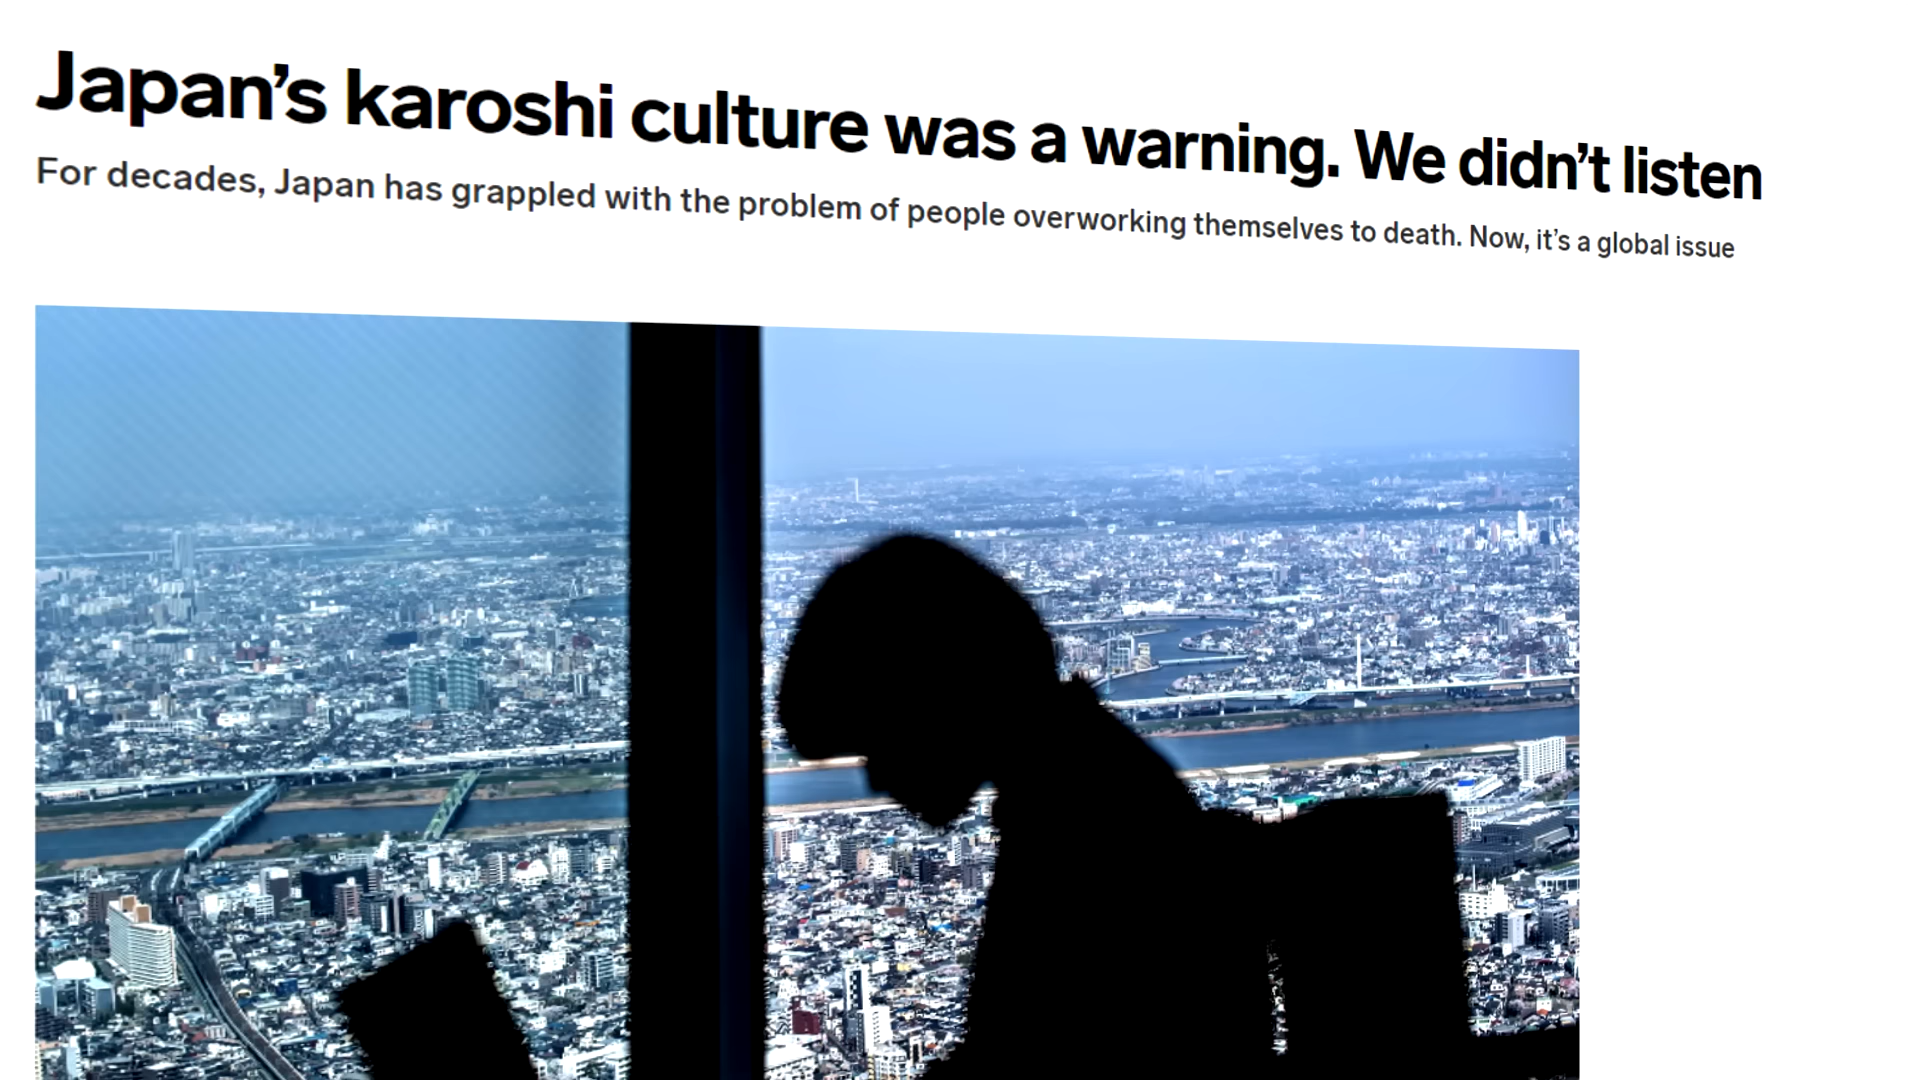 Japan’s karoshi culture was a warning. We didn’t listen
For decades, Japan has grappled with the problem of people overworking themselves to death. Now, it’s a global issue